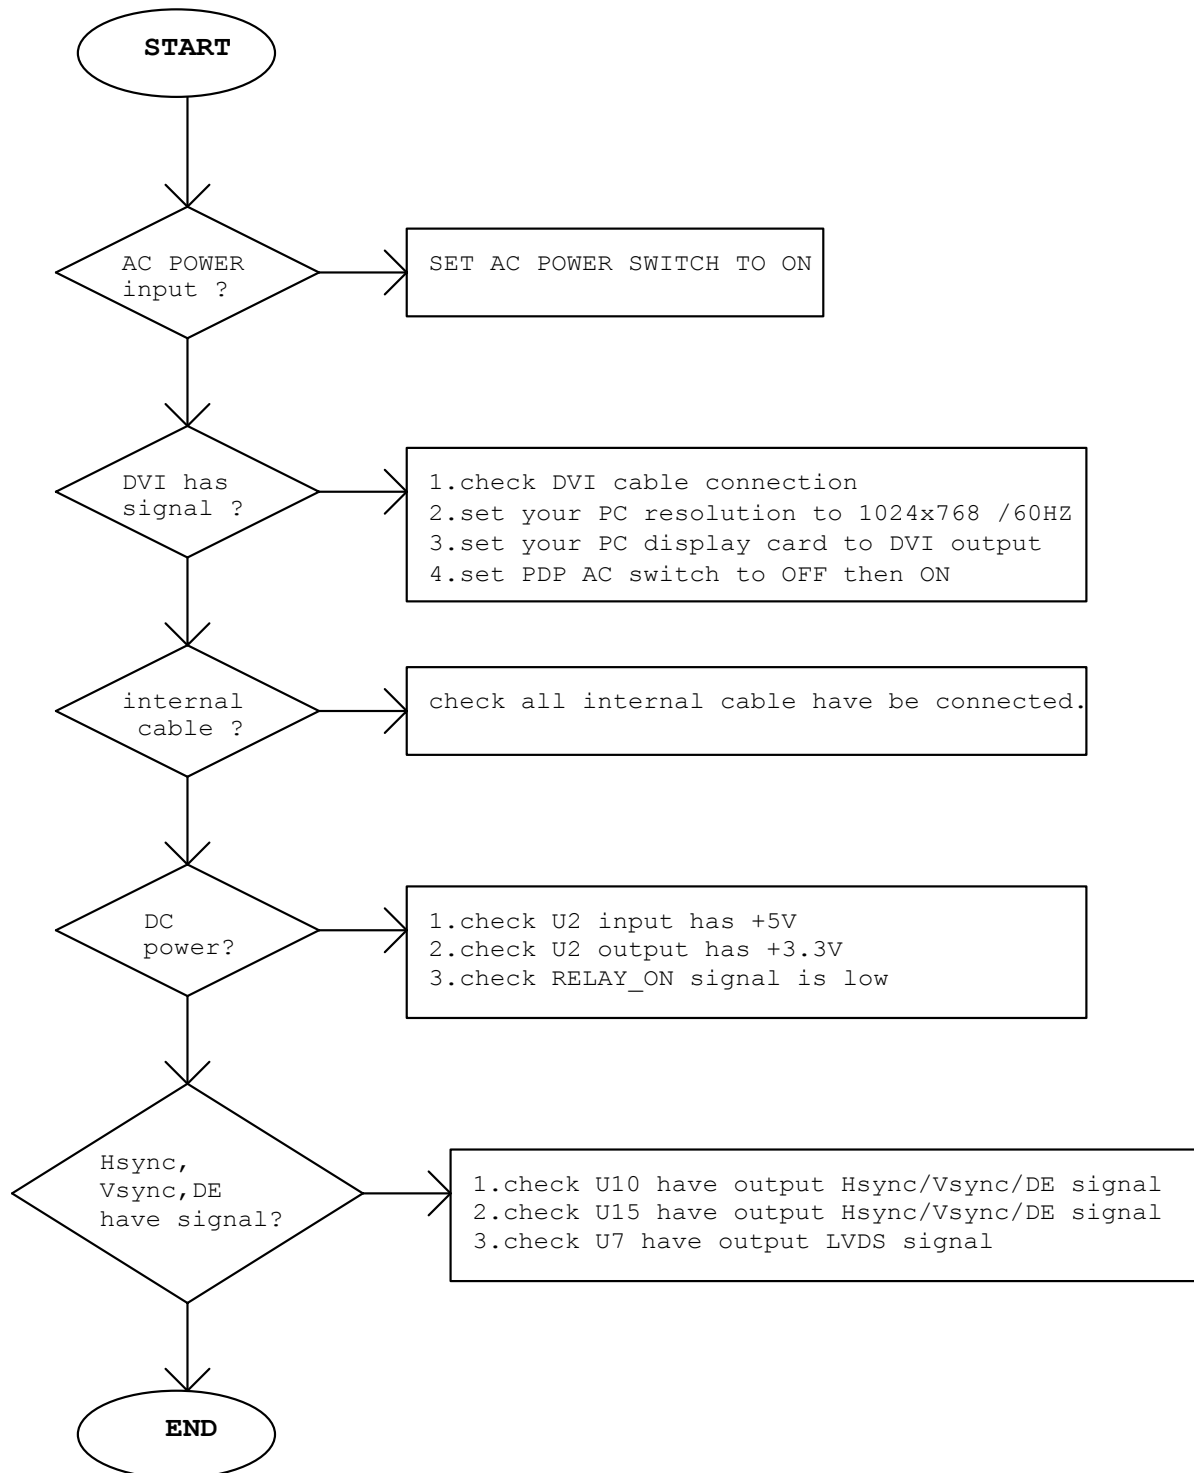 START
AC POWER
input ?
SET AC POWER SWITCH TO ON
DVI has
signal ?
1.check DVI cable connection
2.set your PC resolution to 1024x768 /60HZ
3.set your PC display card to DVI output
4.set PDP AC switch to OFF then ON
internal
cable ?
check all internal cable have be connected.
DC
power?
1.check U2 input has +5V
2.check U2 output has +3.3V
3.check RELAY_ON signal is low
Hsync,
Vsync,DE
have signal?
1.check U10 have output Hsync/Vsync/DE signal
2.check U15 have output Hsync/Vsync/DE signal
3.check U7 have output LVDS signal
END